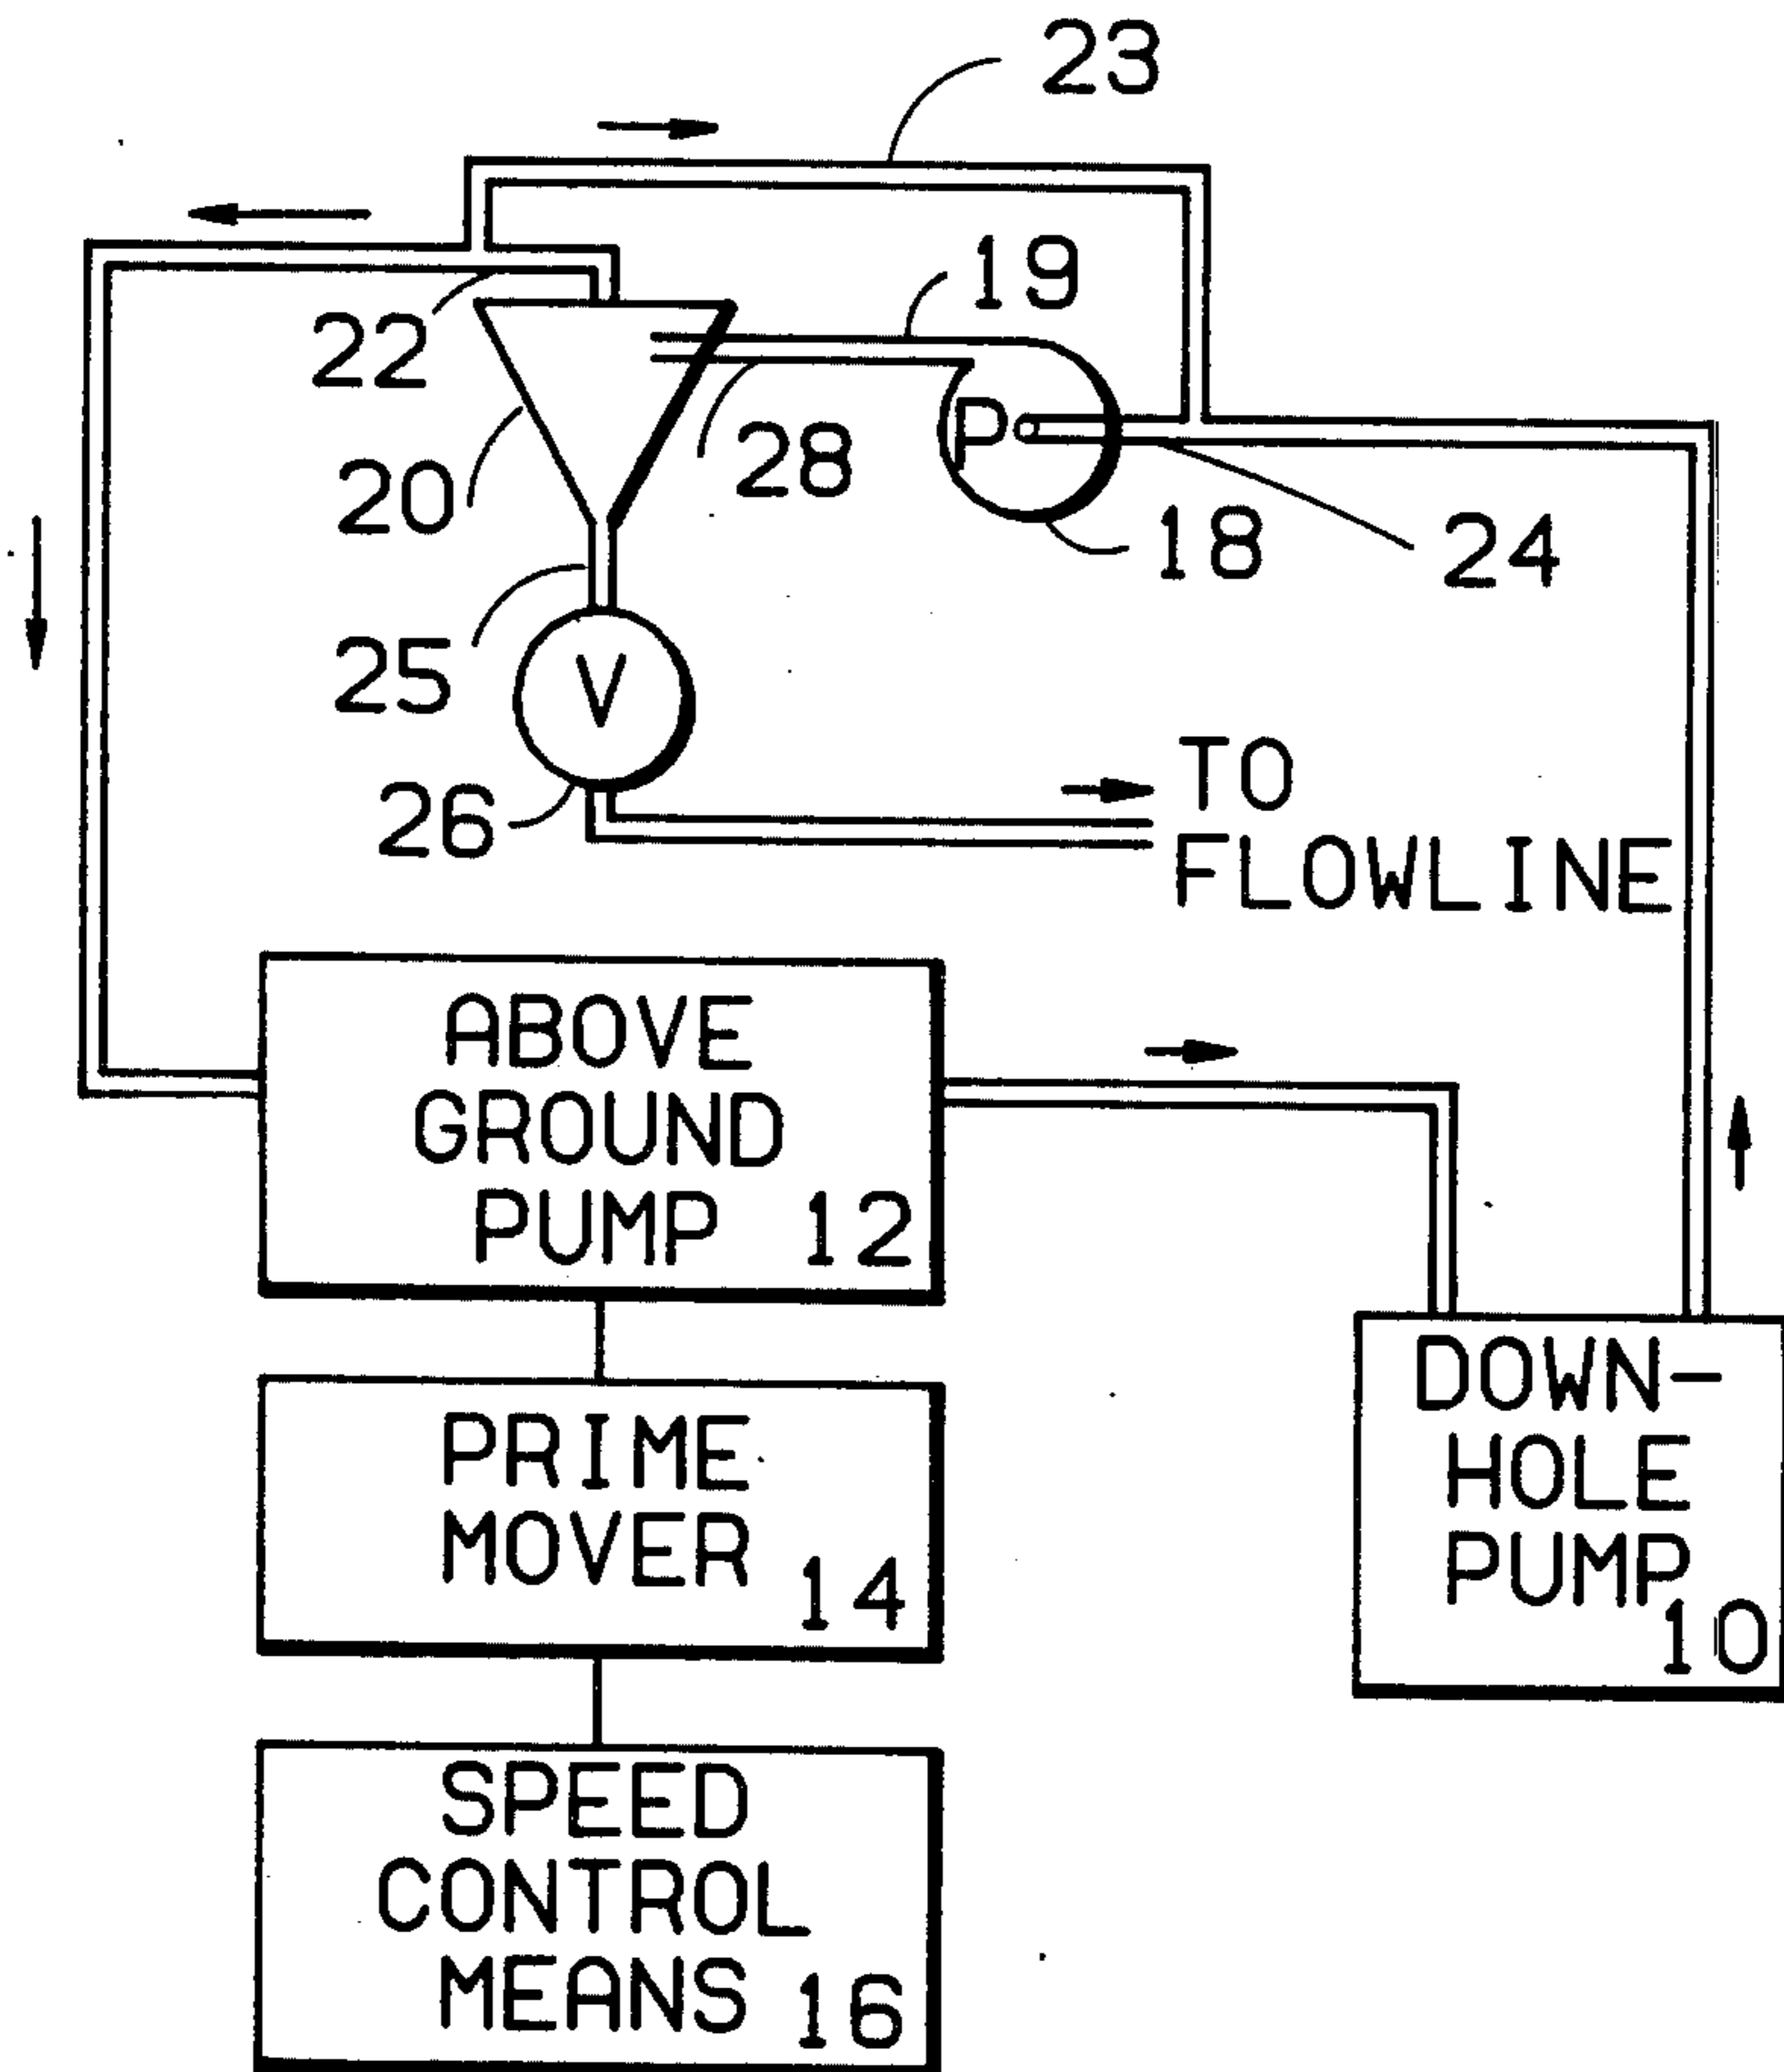 23
19
22
P
28
20
18
24
25
V
TO
FLOWLINE
26
ABOVE
GROUND
PUMP 12
DOWN-
HOLE
PUMP
10
PRIME
MOVER
14
SPEED
CONTROL
MEANS 16